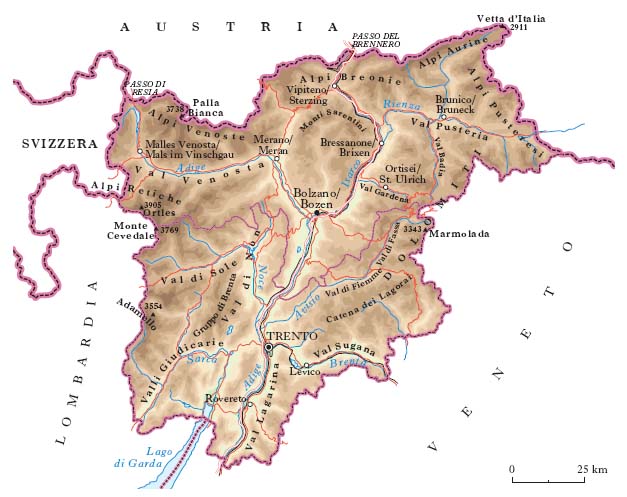 AUSTRIA
Vetta d'Italia
2911
PASSO DEL
BRENNERO
Alpi Aurine
PASSO DI
RESIA
Alpi Breonie
Alpi Pusteresi
3738
Palla
Bianca
Vipiteno/
Sterzing
Brunico/
Bruneck
Rienza
Monti Sarentini
Alpi Venoste
SVIZZERA
Malles Venosta/
Mals im Vinschgau
Merano/
Meran
Bressanone/
Brixen
Val Pusteria
Val Badia
Adige
Val Venosta
Isarco
Ortisei/
St. Ulrich
Val Gardena
Alpi Retiche
Bolzano/
Bozen
3905
Ortles
Monte
Cevedale
3769
3343
Marmolada
DOLOMITI
Val di Fassa
Val di Non
Val di Sole
Noce
Val di Fiemme
Avisio
Catena dei Lagorai
Gruppo di Brenta
3554
Adamello
LOMBARDIA
VENETO
TRENTO
Valli Giudicarie
Sarca
Val Sugana
Levico
Brenta
Adige
Rovereto
Val Lagarina
Lago
di Garda
0 25 km